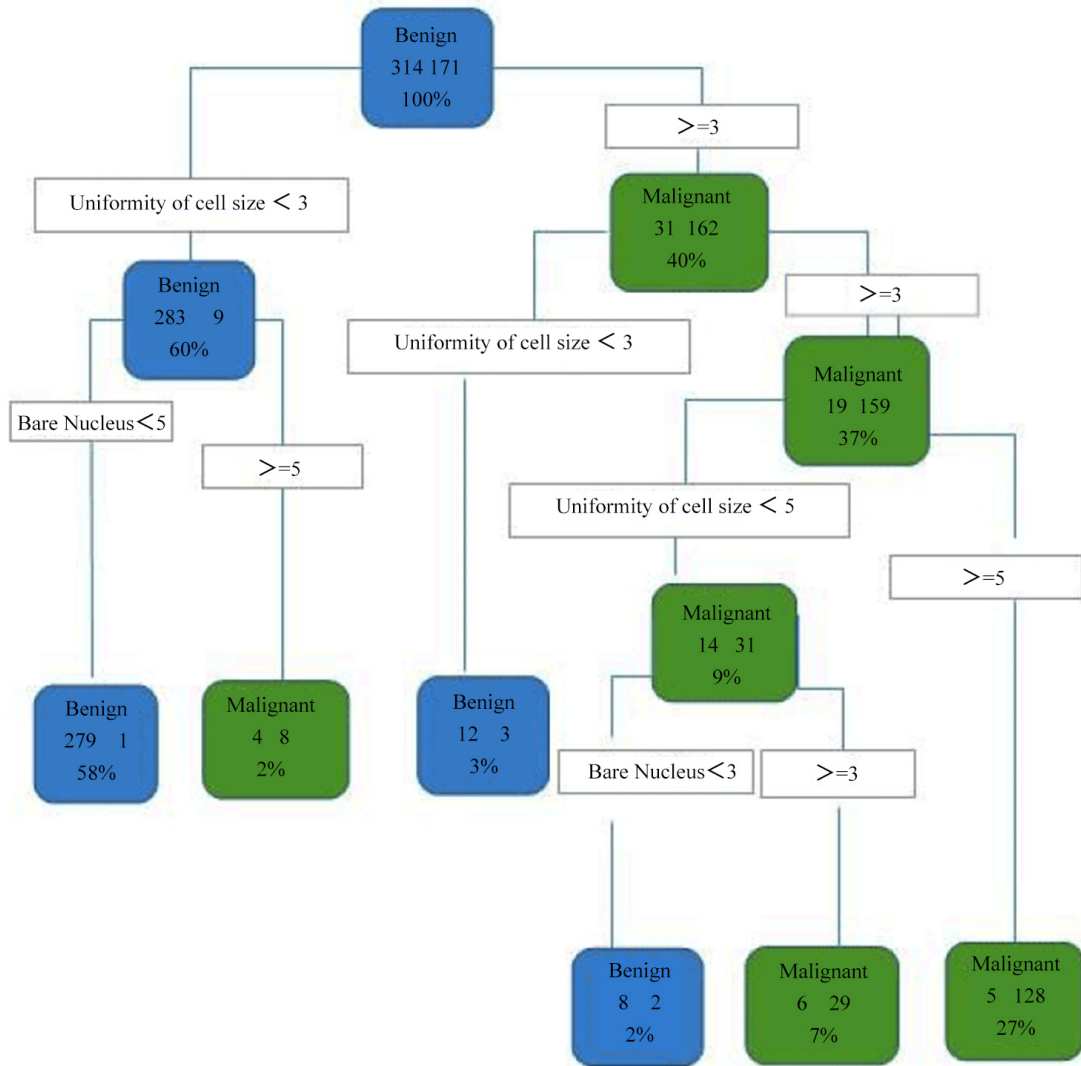 Benign
314 171
100%
>=3
Uniformity of cell size < 3
Malignant
31 162
40%
Benign
283 9
60%
>=3
Uniformity of cell size < 3
Malignant
19 159
37%
Bare Nucleus<5
>=5
Uniformity of cell size < 5
>=5
Malignant
14 31
9%
Benign
279 1
58%
Malignant
4 8
2%
Benign
12 3
3%
Bare Nucleus<3
>=3
Benign
8 2
2%
Malignant
6 29
7%
Malignant
5 128
27%